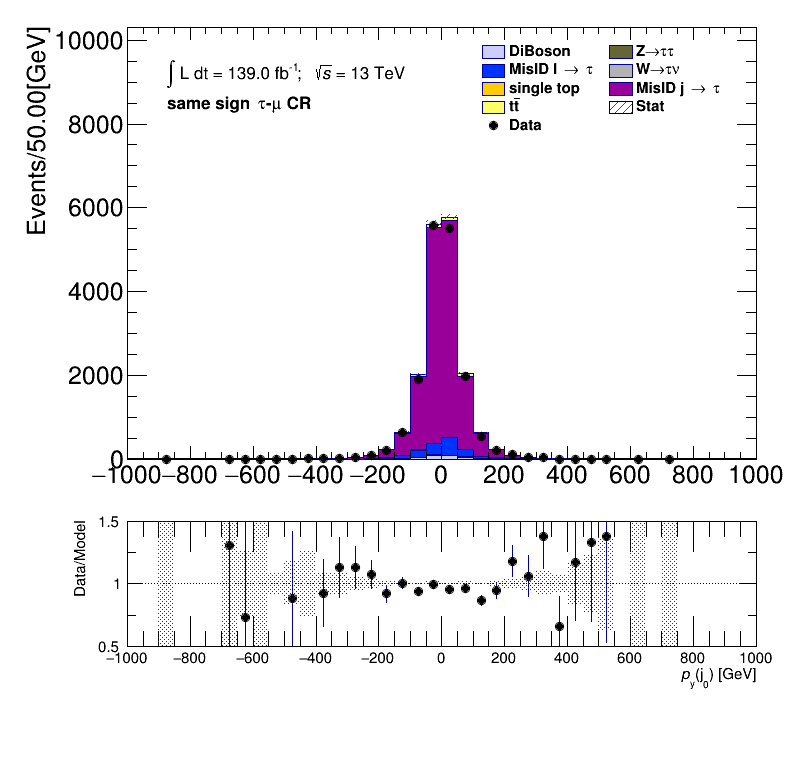 Events/50.00[GeV]
10000
8000
6000
4000
2000
0
∫ L dt = 139.0 fb⁻¹; √s = 13 TeV
same sign τ-μ CR
DiBoson
MisID l → τ
single top
tt̅
Data
Z→ττ
W→τν
MisID j → τ
Stat
−1000 −800 −600 −400 −200 0 200 400 600 800 1000
Data/Model
1.5
1
0.5
−1000 −800 −600 −400 −200 0 200 400 600 800 1000
p_y(j_0) [GeV]